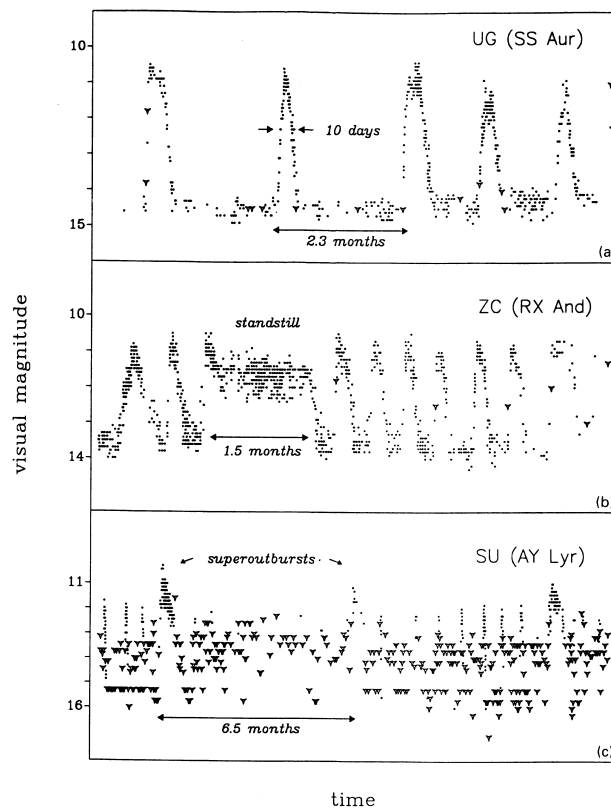 10
UG (SS Aur)
10 days
15
2.3 months
(a)
visual magnitude
10
ZC (RX And)
standstill
14
1.5 months
(b)
superoutbursts
11
SU (AY Lyr)
16
6.5 months
(c)
time